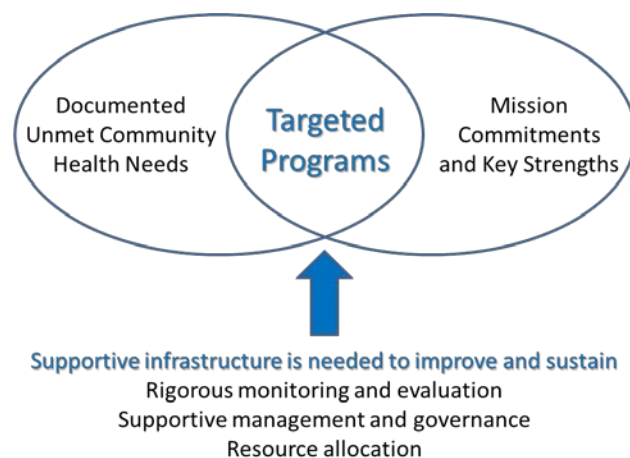 Documented
Unmet Community
Health Needs
Targeted
Programs
Mission
Commitments
and Key Strengths
Supportive infrastructure is needed to improve and sustain
Rigorous monitoring and evaluation
Supportive management and governance
Resource allocation